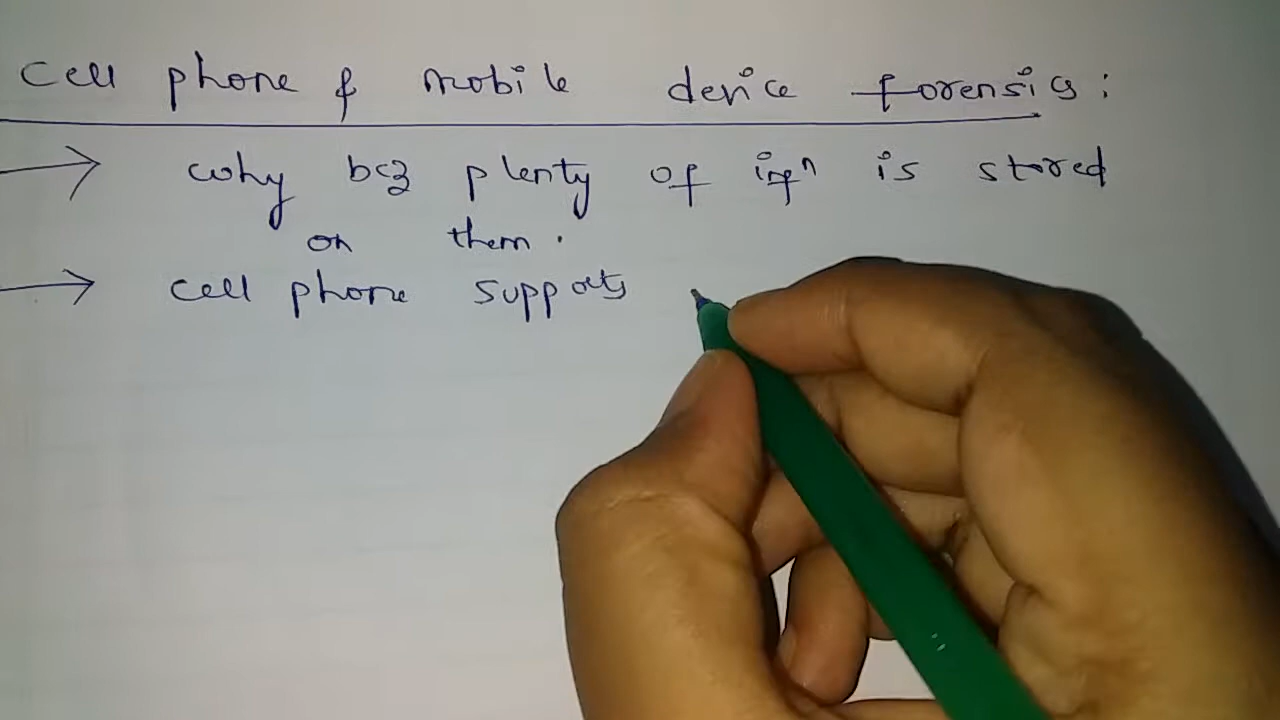 Cell phone & mobile device forensics:
→ why bcz plenty of infⁿ is stored
on them.
→ cell phone supports